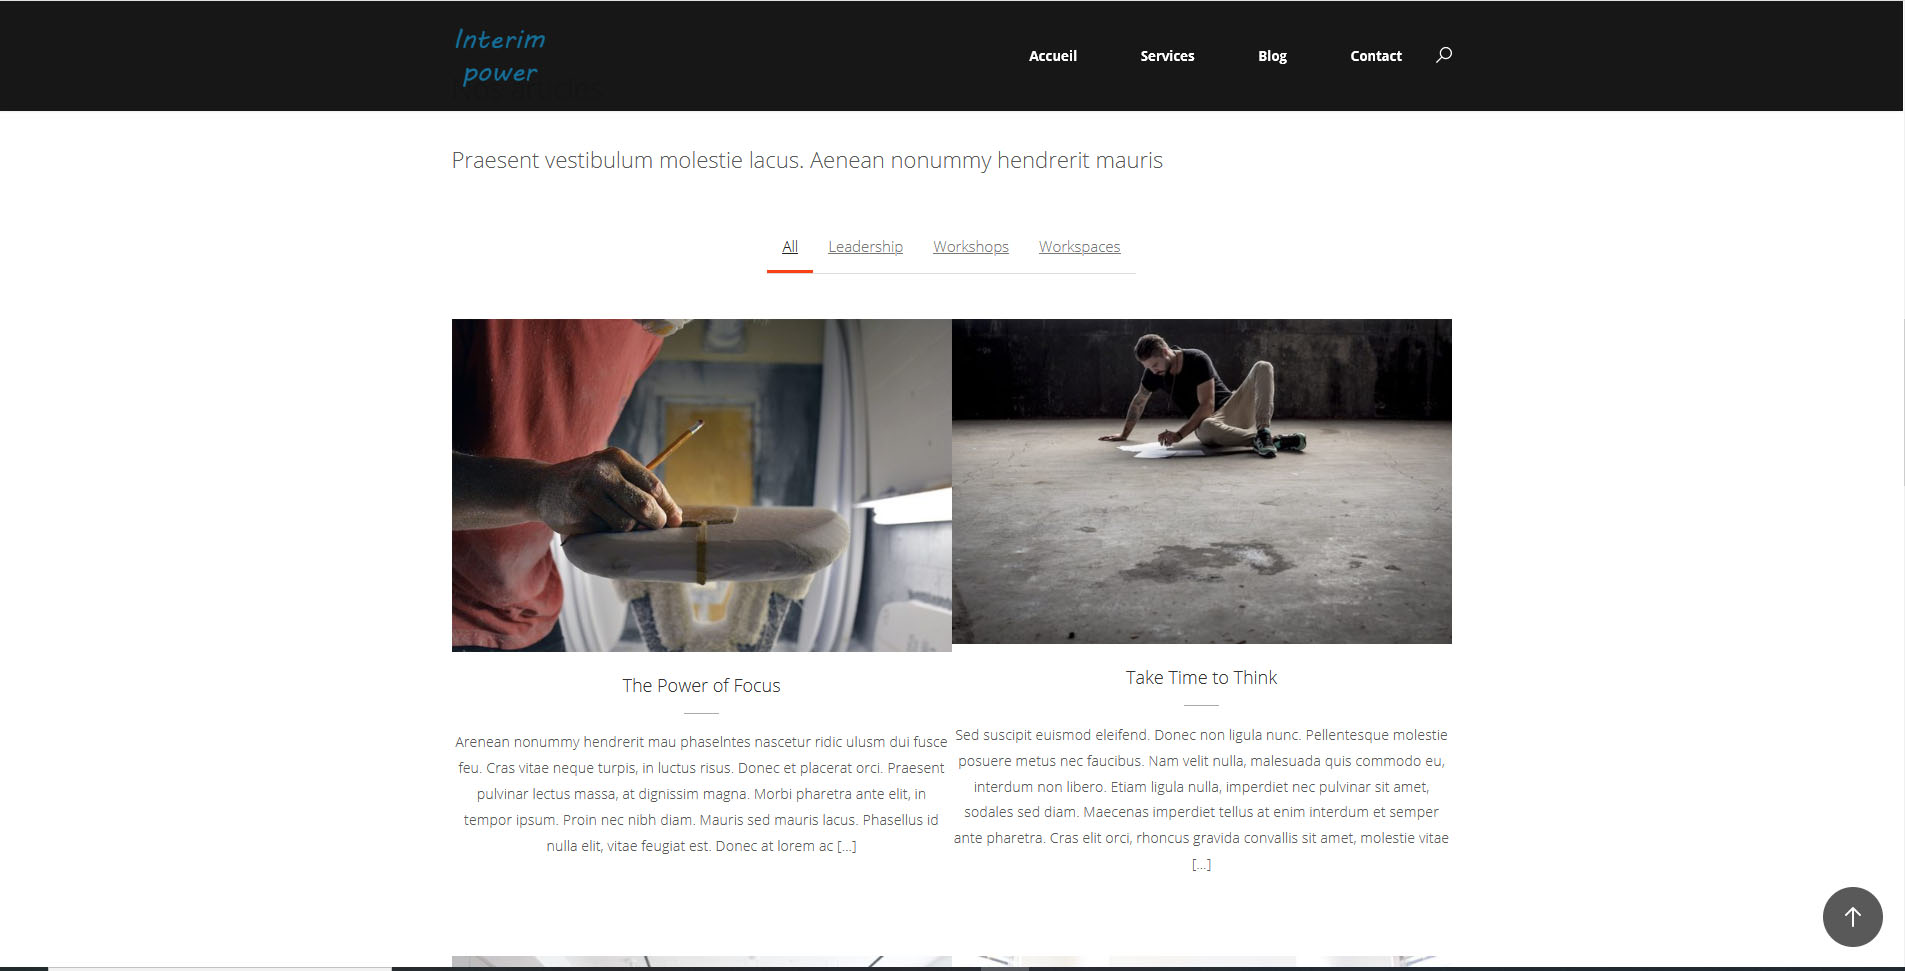 Interim
power
Accueil
Services
Blog
Contact
Nos articles
Praesent vestibulum molestie lacus. Aenean nonummy hendrerit mauris
All
Leadership
Workshops
Workspaces
The Power of Focus
Arenean nonummy hendrerit mau phaselntes nascetur ridic ulusm dui fusce
feu. Cras vitae neque turpis, in luctus risus. Donec et placerat orci. Praesent
pulvinar lectus massa, at dignissim magna. Morbi pharetra ante elit, in
tempor ipsum. Proin nec nibh diam. Mauris sed mauris lacus. Phasellus id
nulla elit, vitae feugiat est. Donec at lorem ac [...]
Take Time to Think
Sed suscipit euismod eleifend. Donec non ligula nunc. Pellentesque molestie
posuere metus nec faucibus. Nam velit nulla, malesuada quis commodo eu,
interdum non libero. Etiam ligula nulla, imperdiet nec pulvinar sit amet,
sodales sed diam. Maecenas imperdiet tellus at enim interdum et semper
ante pharetra. Cras elit orci, rhoncus gravida convallis sit amet, molestie vitae
[...]